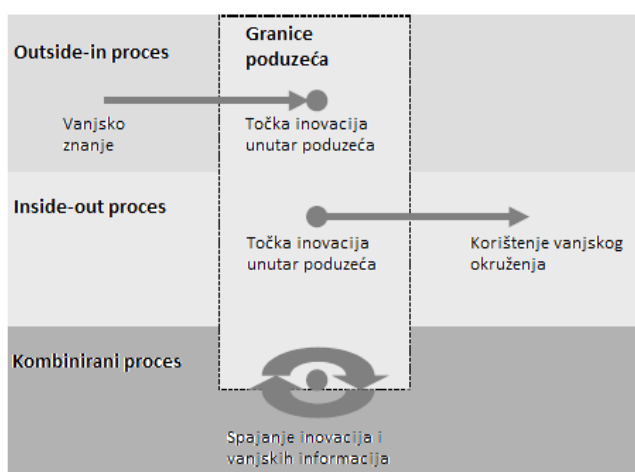 Granice
poduzeća
Outside-in proces
Vanjsko
znanje
Točka inovacija
unutar poduzeća
Inside-out proces
Točka inovacija
unutar poduzeća
Korištenje vanjskog
okruženja
Kombinirani proces
Spajanje inovacija i
vanjskih informacija